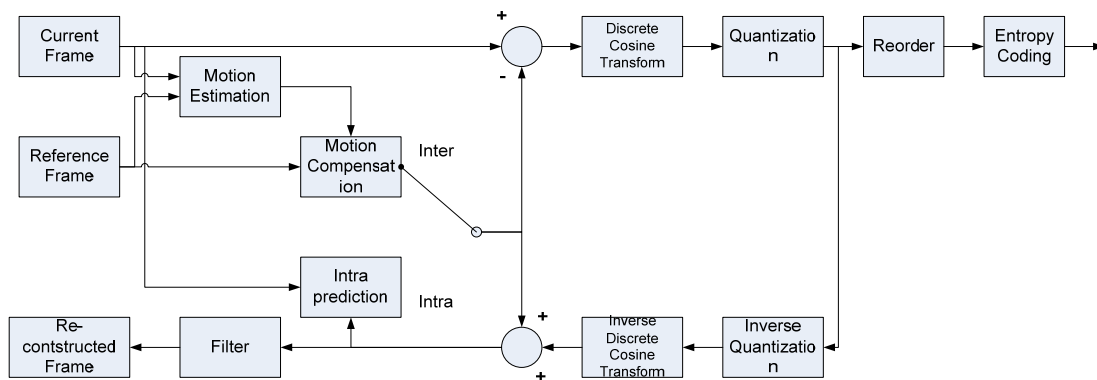 Current
Frame
+
-
Discrete
Cosine
Transform
Quantizatio
n
Reorder
Entropy
Coding
Motion
Estimation
Reference
Frame
Motion
Compensat
ion
Inter
Intra
prediction
Intra
Re-
contstructed
Frame
Filter
+
+
Inverse
Discrete
Cosine
Transform
Inverse
Quantizatio
n